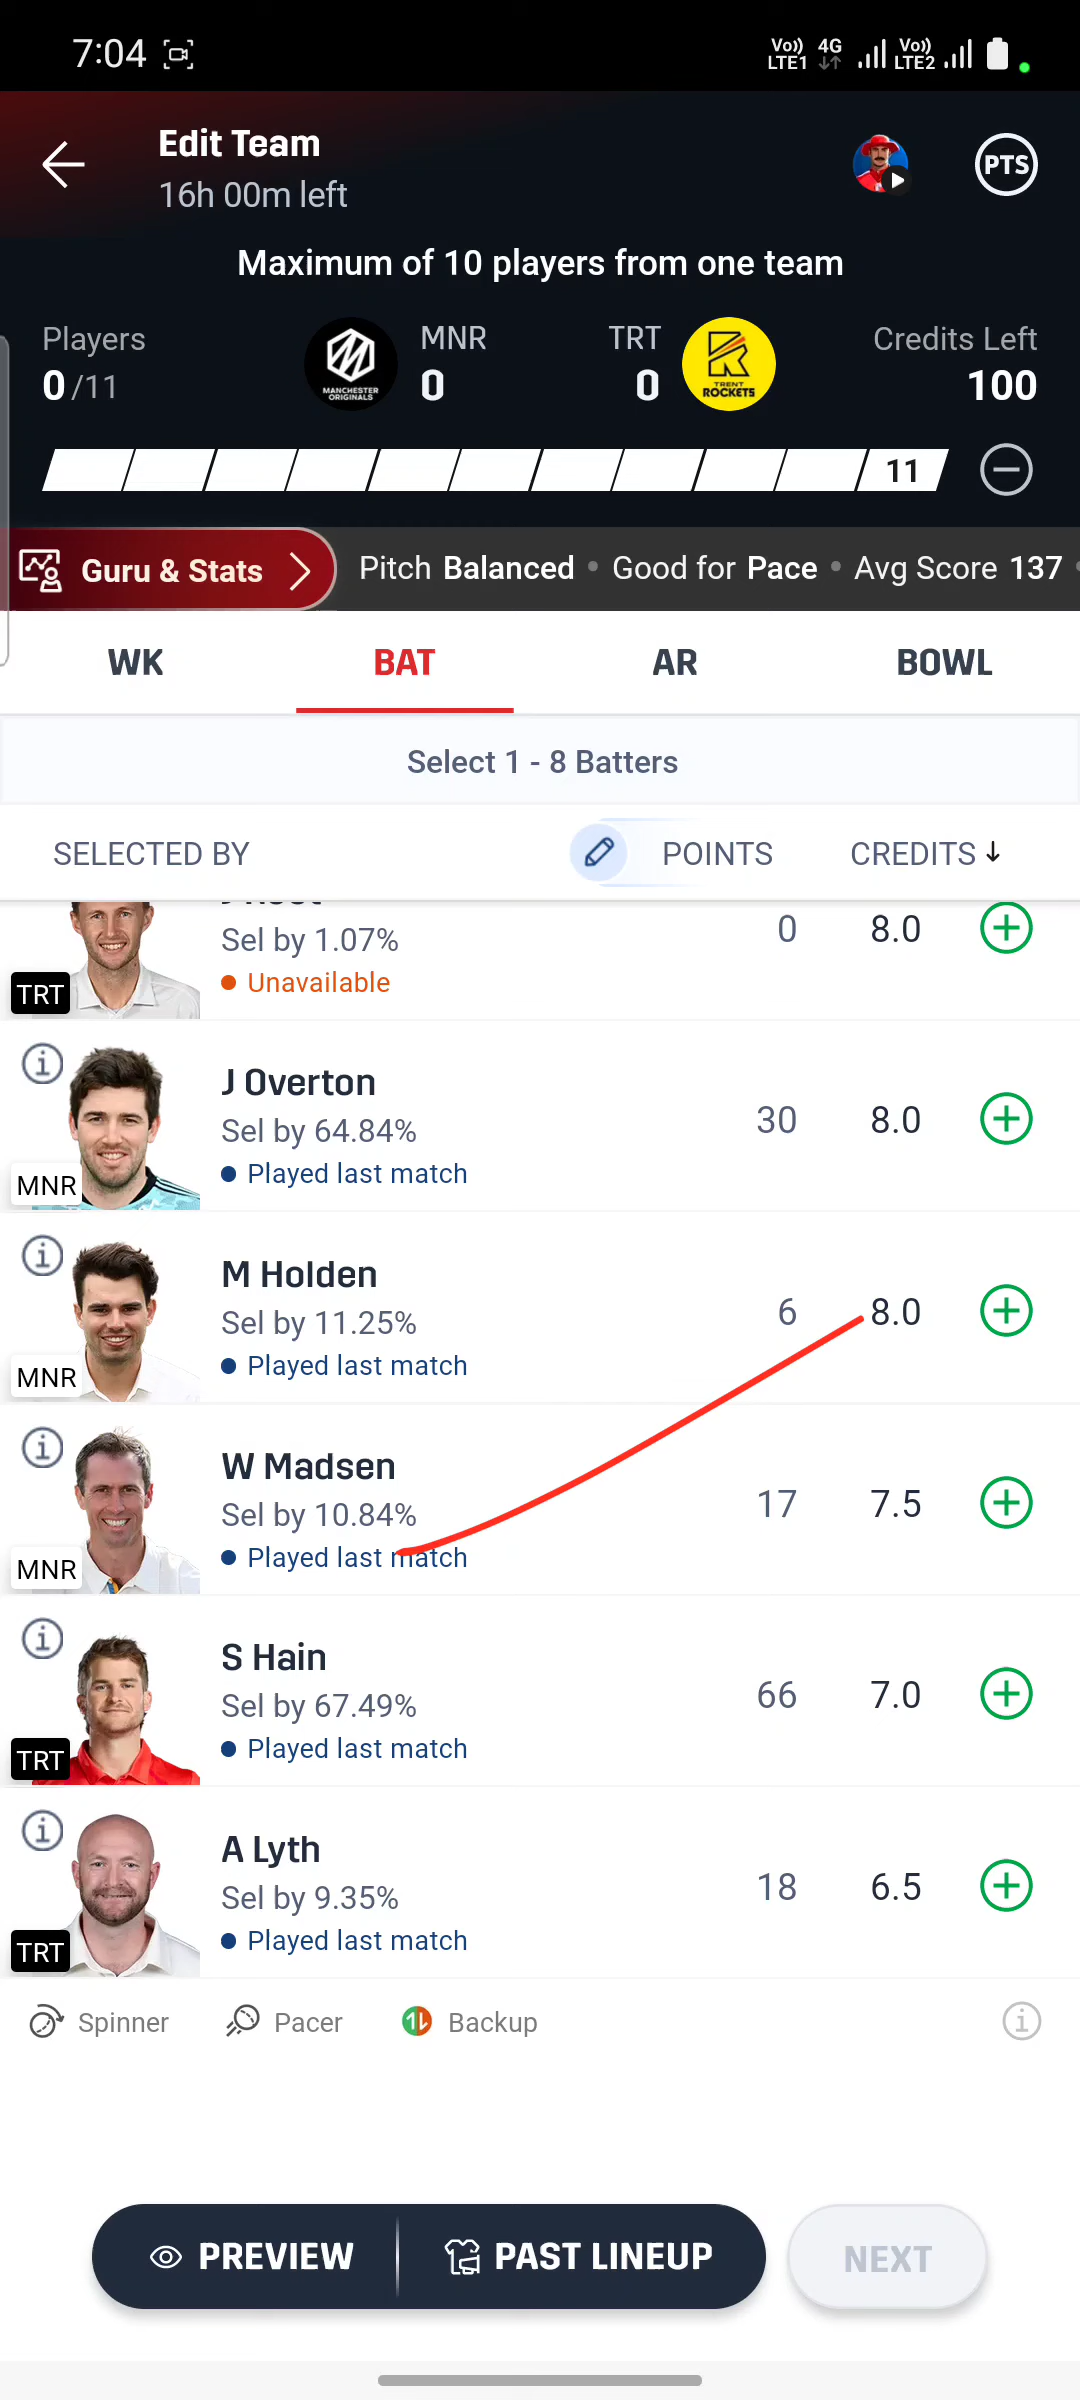 7:04
Vo)) LTE1 4G Vo)) LTE2
Edit Team
16h 00m left
PTS
Maximum of 10 players from one team
Players
0/11
MANCHESTER ORIGINALS
MNR
0
TRT
0
TRENT ROCKETS
Credits Left
100
11
Guru & Stats
Pitch Balanced • Good for Pace • Avg Score 137
WK BAT AR BOWL
Select 1 - 8 Batters
SELECTED BY POINTS CREDITS ↓
Sel by 1.07% 0 8.0
Unavailable
TRT
J Overton
Sel by 64.84% 30 8.0
Played last match
MNR
M Holden
Sel by 11.25% 6 8.0
Played last match
MNR
W Madsen
Sel by 10.84% 17 7.5
Played last match
MNR
S Hain
Sel by 67.49% 66 7.0
Played last match
TRT
A Lyth
Sel by 9.35% 18 6.5
Played last match
TRT
Spinner Pacer Backup
PREVIEW PAST LINEUP NEXT